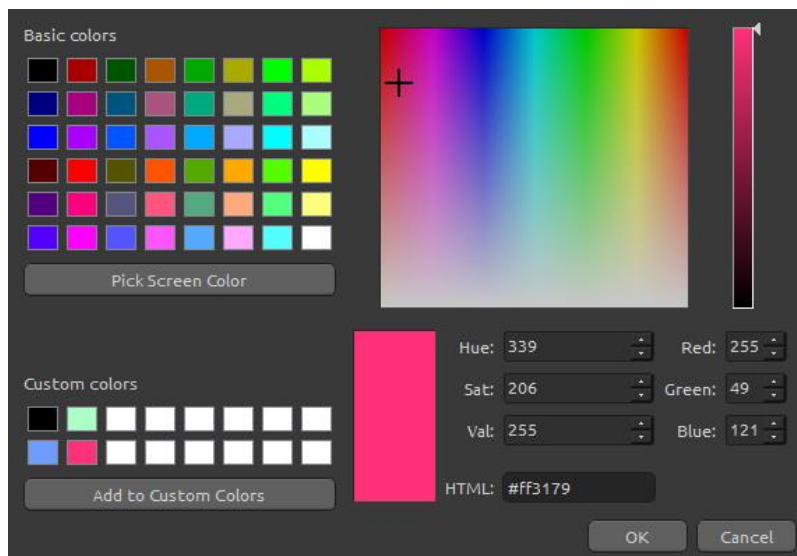 Basic colors
Pick Screen Color
Custom colors
Add to Custom Colors
Hue: 339 Red: 255
Sat: 206 Green: 49
Val: 255 Blue: 121
HTML: #ff3179
OK Cancel